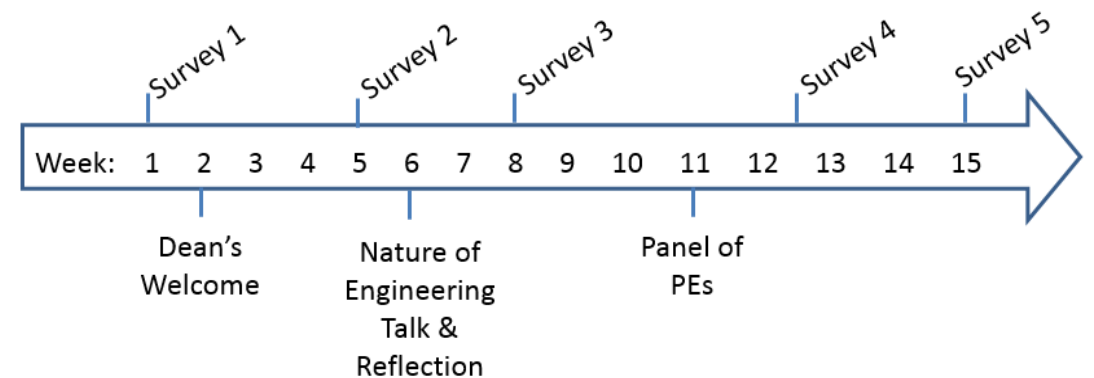 Survey 1
Survey 2
Survey 3
Survey 4
Survey 5
Week: 1 2 3 4 5 6 7 8 9 10 11 12 13 14 15
Dean’s
Welcome
Nature of
Engineering
Talk &
Reflection
Panel of
PEs